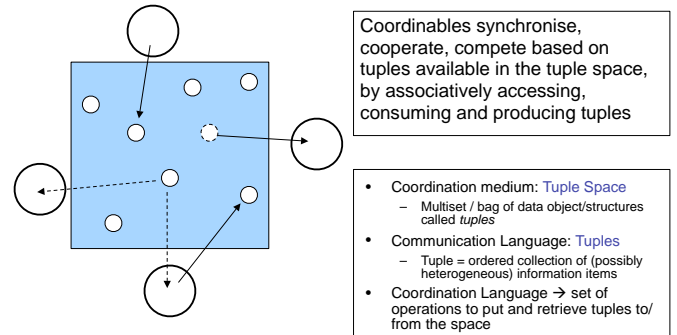 Coordinables synchronise,
cooperate, compete based on
tuples available in the tuple space,
by associatively accessing,
consuming and producing tuples
• Coordination medium: Tuple Space
– Multiset / bag of data object/structures
called tuples
• Communication Language: Tuples
– Tuple = ordered collection of (possibly
heterogeneous) information items
• Coordination Language → set of
operations to put and retrieve tuples to/
from the space